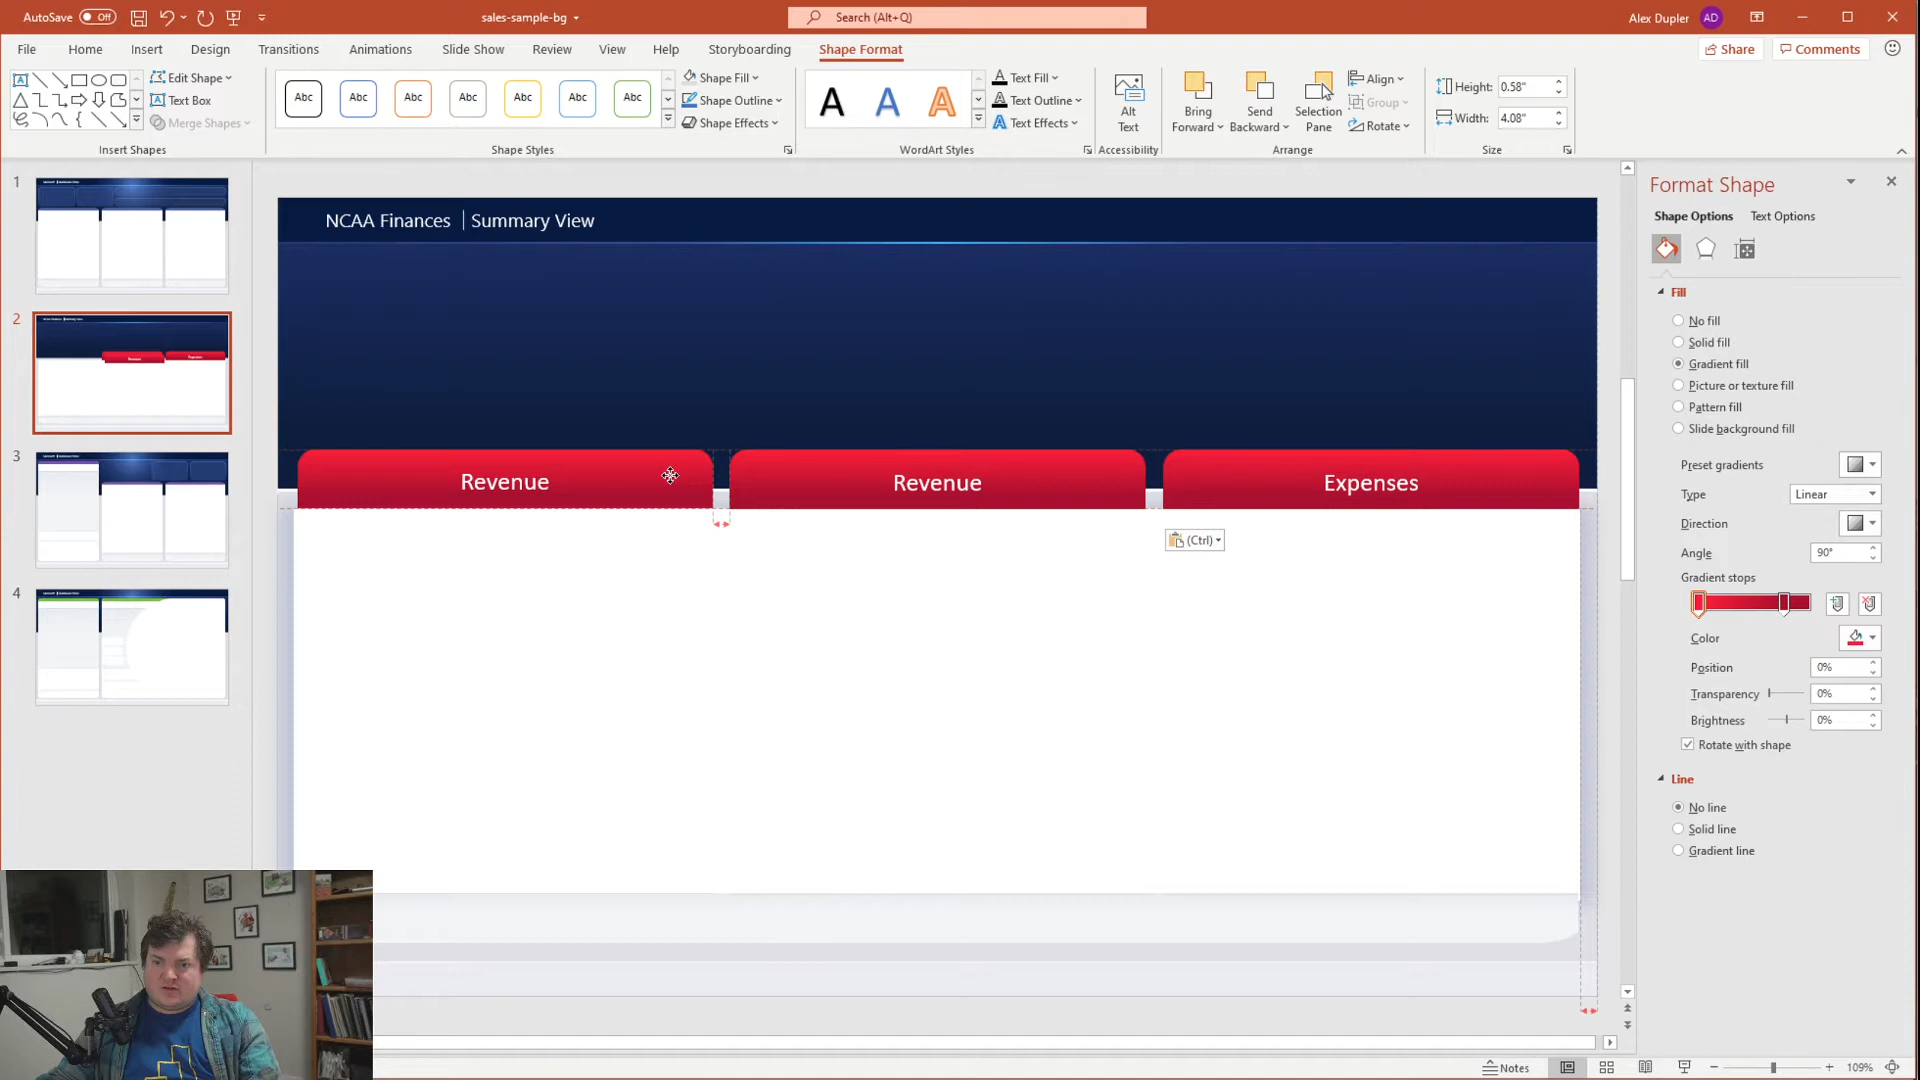 AutoSave Off
sales-sample-bg
Search (Alt+Q)
Alex Dupler AD
File Home Insert Design Transitions Animations Slide Show Review View Help Storyboarding Shape Format
Share Comments
Edit Shape
Text Box
Merge Shapes
Insert Shapes
Abc Abc Abc Abc Abc Abc Abc
Shape Fill
Shape Outline
Shape Effects
Shape Styles
A A A
Text Fill
Text Outline
Text Effects
WordArt Styles
Alt Text
Accessibility
Bring Forward
Send Backward
Selection Pane
Align
Group
Rotate
Arrange
Height: 0.58"
Width: 4.08"
Size
1
2
3
4
NCAA Finances | Summary View
Revenue
Revenue
Expenses
(Ctrl)
Format Shape
Shape Options Text Options
Fill
No fill
Solid fill
Gradient fill
Picture or texture fill
Pattern fill
Slide background fill
Preset gradients
Type Linear
Direction
Angle 90°
Gradient stops
Color
Position 0%
Transparency 0%
Brightness 0%
Rotate with shape
Line
No line
Solid line
Gradient line
Notes
109%